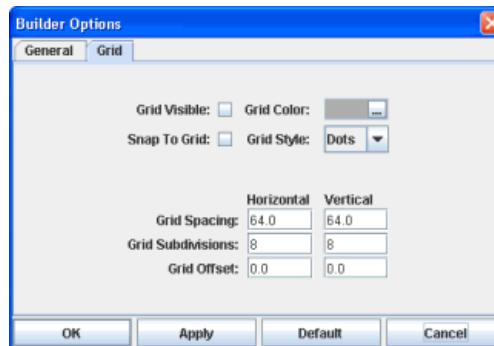 Builder Options
General Grid
Grid Visible: Grid Color: ...
Snap To Grid: Grid Style: Dots
Horizontal Vertical
Grid Spacing: 64.0 64.0
Grid Subdivisions: 8 8
Grid Offset: 0.0 0.0
OK Apply Default Cancel